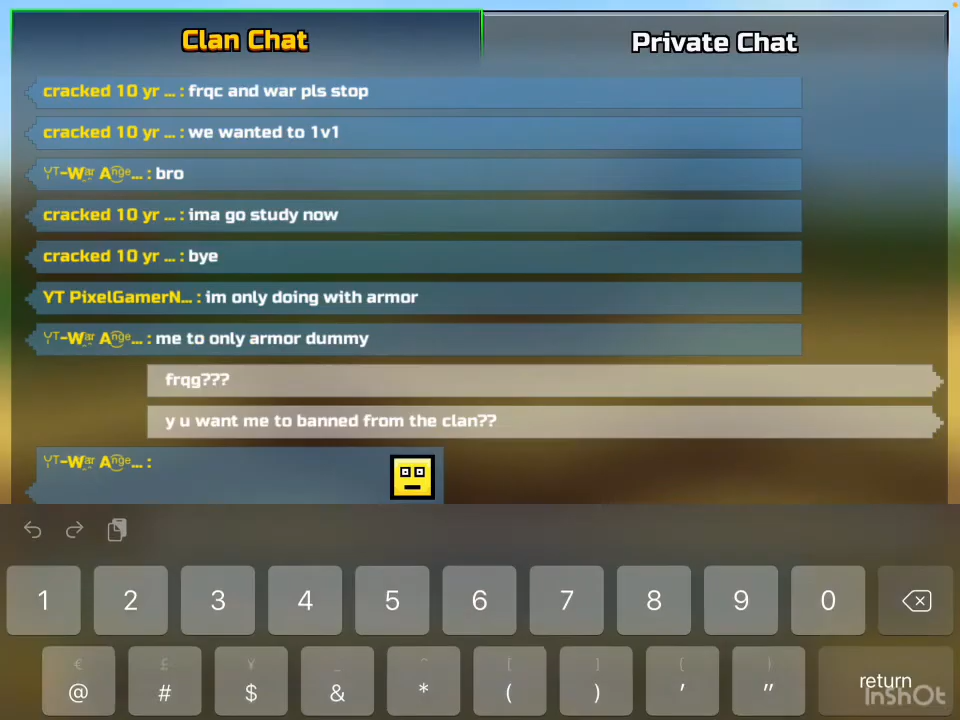 Clan Chat
Private Chat
cracked 10 yr ... : frqc and war pls stop
cracked 10 yr ... : we wanted to 1v1
YT-War Ange... : bro
cracked 10 yr ... : ima go study now
cracked 10 yr ... : bye
YT PixelGamerN... : im only doing with armor
YT-War Ange... : me to only armor dummy
frqg???
y u want me to banned from the clan??
YT-War Ange... :
1 2 3 4 5 6 7 8 9 0
€ £ ¥ _ ^ [ ] { }
@ # $ & * ( ) ' "
return
InShOt